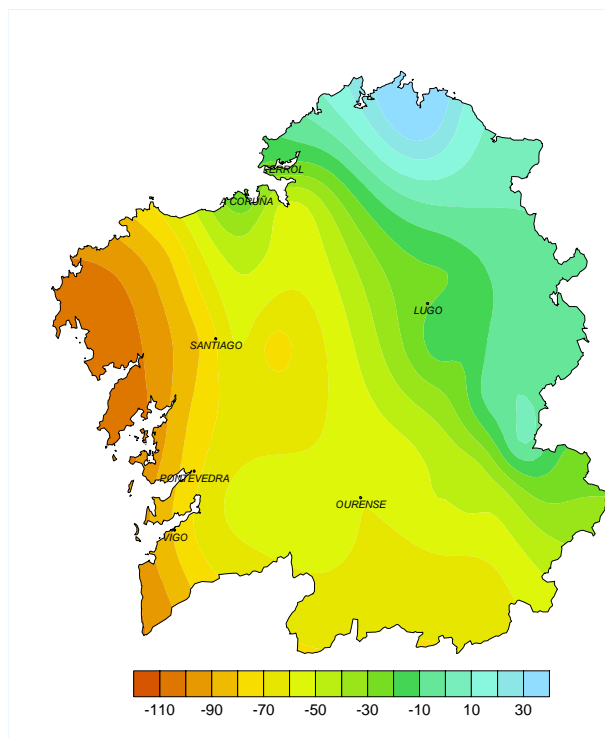 FERROL
A CORUÑA
LUGO
SANTIAGO
PONTEVEDRA
OURENSE
VIGO
-110 -90 -70 -50 -30 -10 10 30